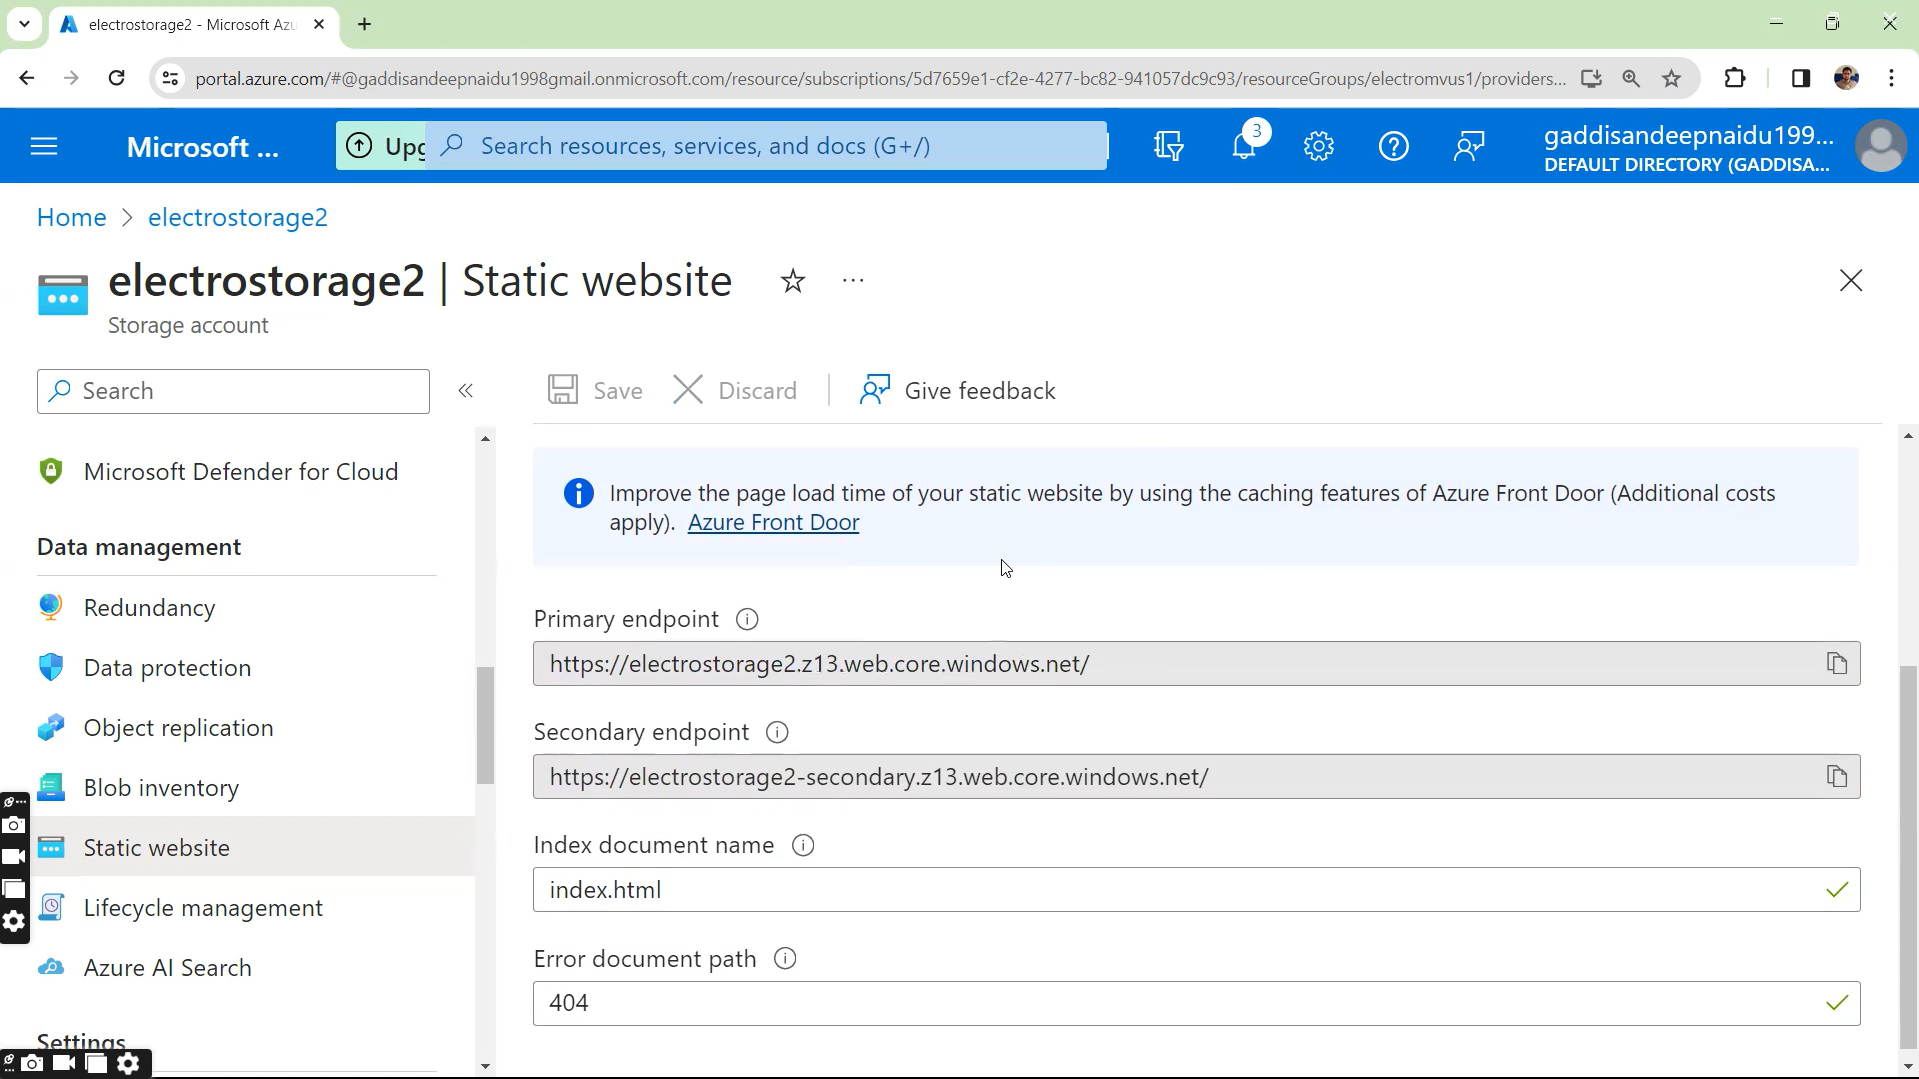 electrostorage2 - Microsoft Azu
portal.azure.com/#@gaddisandeepnaidu1998gmail.onmicrosoft.com/resource/subscriptions/5d7659e1-cf2e-4277-bc82-941057dc9c93/resourceGroups/electromvus1/providers...
Microsoft ...
Upg
Search resources, services, and docs (G+/)
3
gaddisandeepnaidu199...
DEFAULT DIRECTORY (GADDISA...
Home > electrostorage2
electrostorage2 | Static website
Storage account
Search
Save
Discard
Give feedback
Microsoft Defender for Cloud
Data management
Redundancy
Data protection
Object replication
Blob inventory
Static website
Lifecycle management
Azure AI Search
Settings
Improve the page load time of your static website by using the caching features of Azure Front Door (Additional costs
apply). Azure Front Door
Primary endpoint
https://electrostorage2.z13.web.core.windows.net/
Secondary endpoint
https://electrostorage2-secondary.z13.web.core.windows.net/
Index document name
index.html
Error document path
404